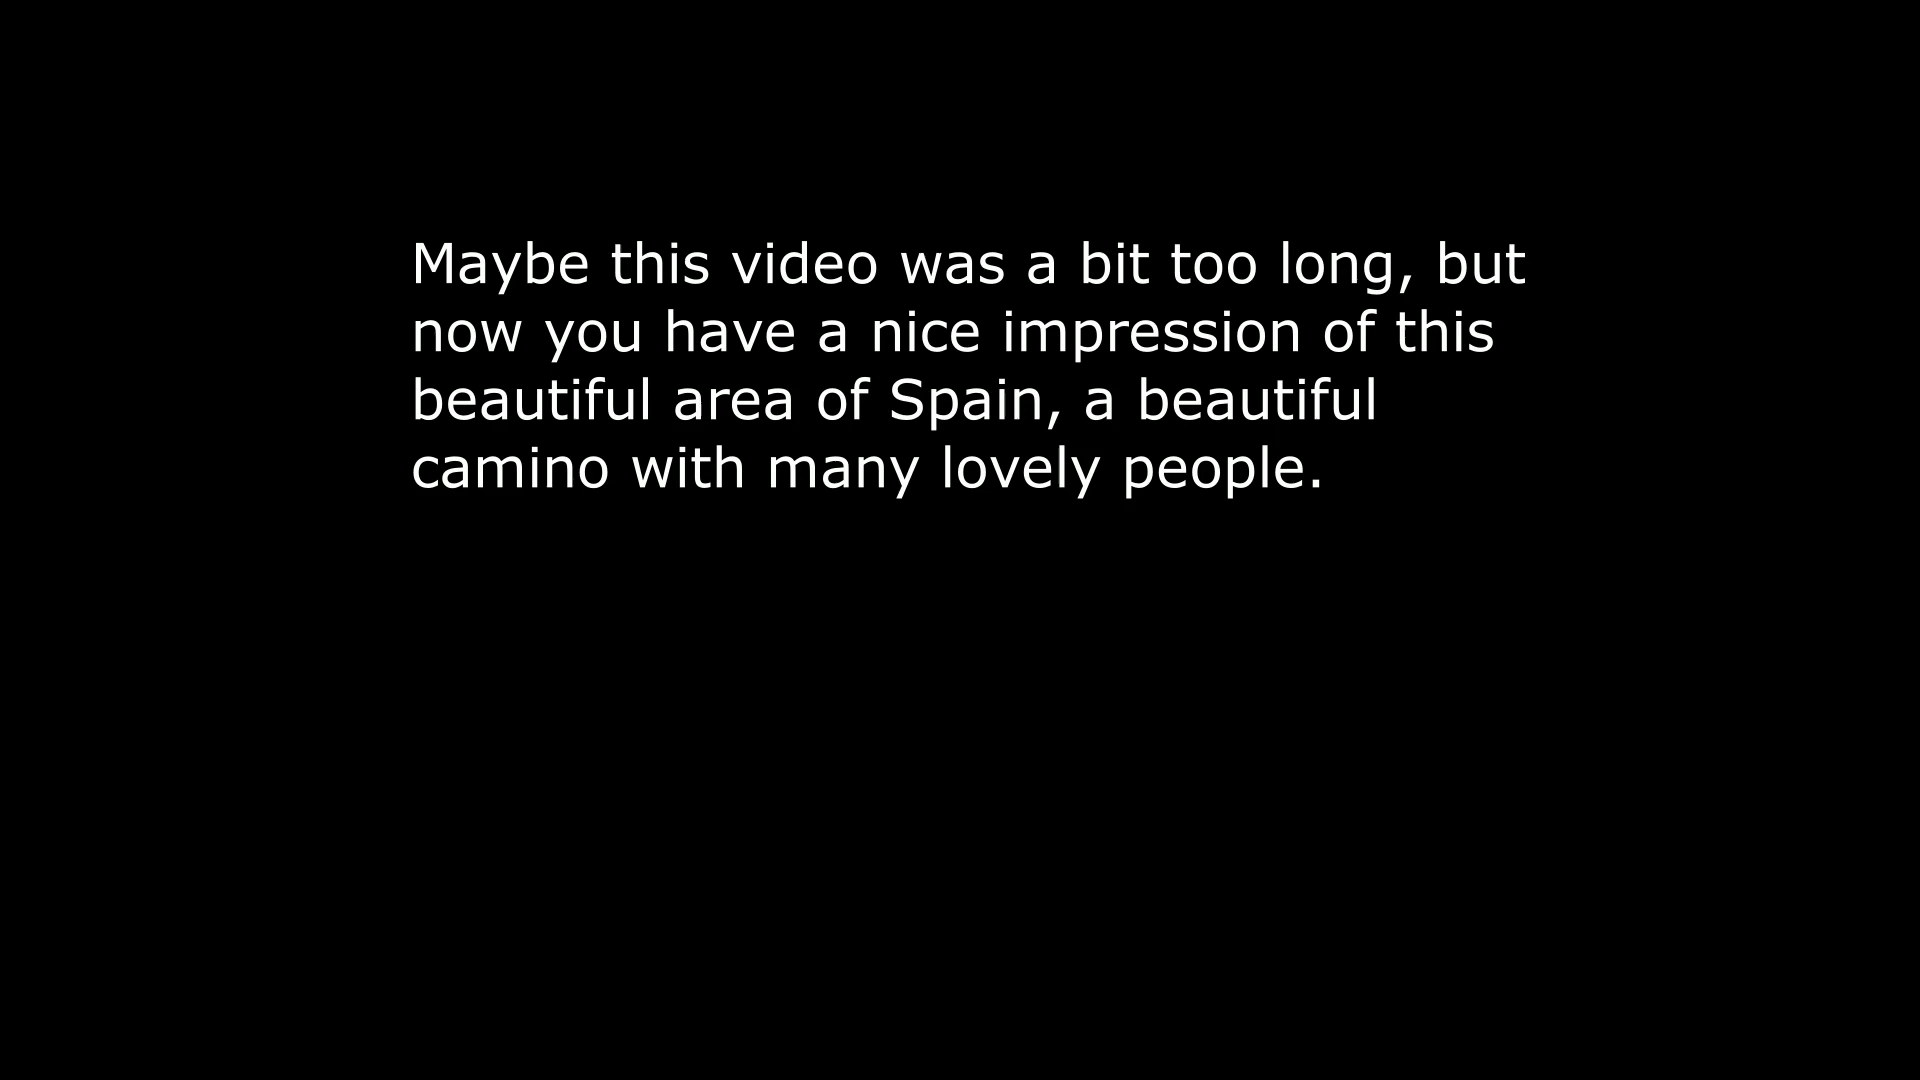 Maybe this video was a bit too long, but
now you have a nice impression of this
beautiful area of Spain, a beautiful
camino with many lovely people.